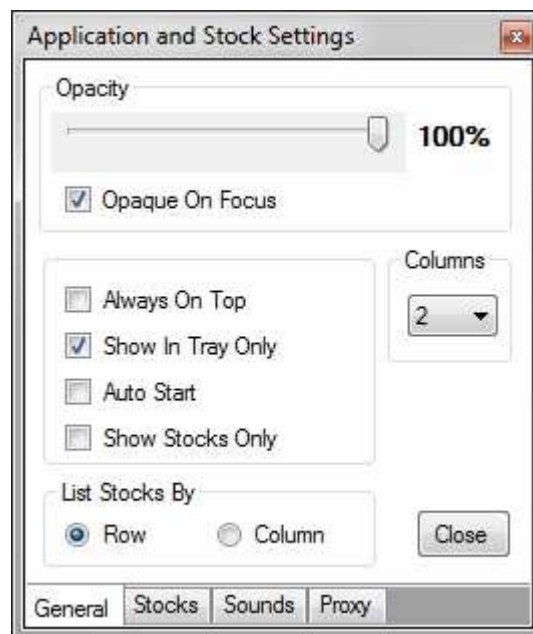 Application and Stock Settings
Opacity
100%
Opaque On Focus
Columns
Always On Top
2
Show In Tray Only
Auto Start
Show Stocks Only
List Stocks By
Row Column Close
General Stocks Sounds Proxy